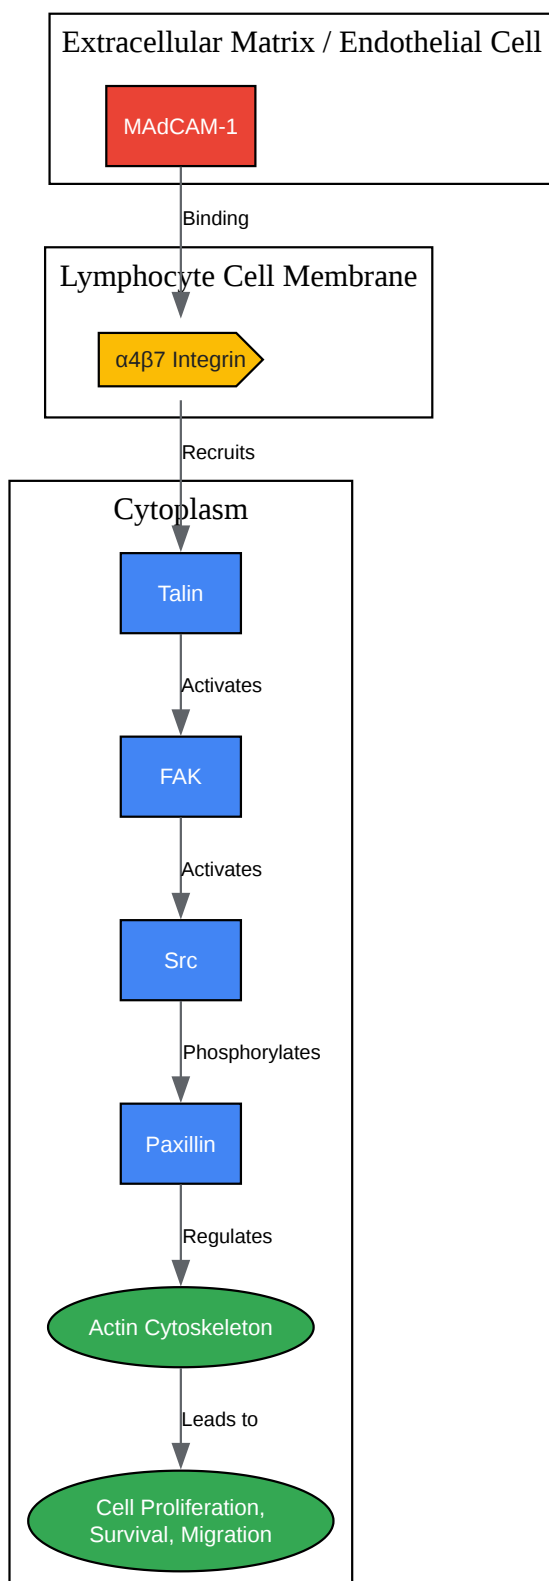 Extracellular Matrix / Endothelial Cell
MAdCAM-1
Binding
Lymphocyte Cell Membrane
α4β7 Integrin
Recruits
Cytoplasm
Talin
Activates
FAK
Activates
Src
Phosphorylates
Paxillin
Regulates
Actin Cytoskeleton
Leads to
Cell Proliferation,
Survival, Migration